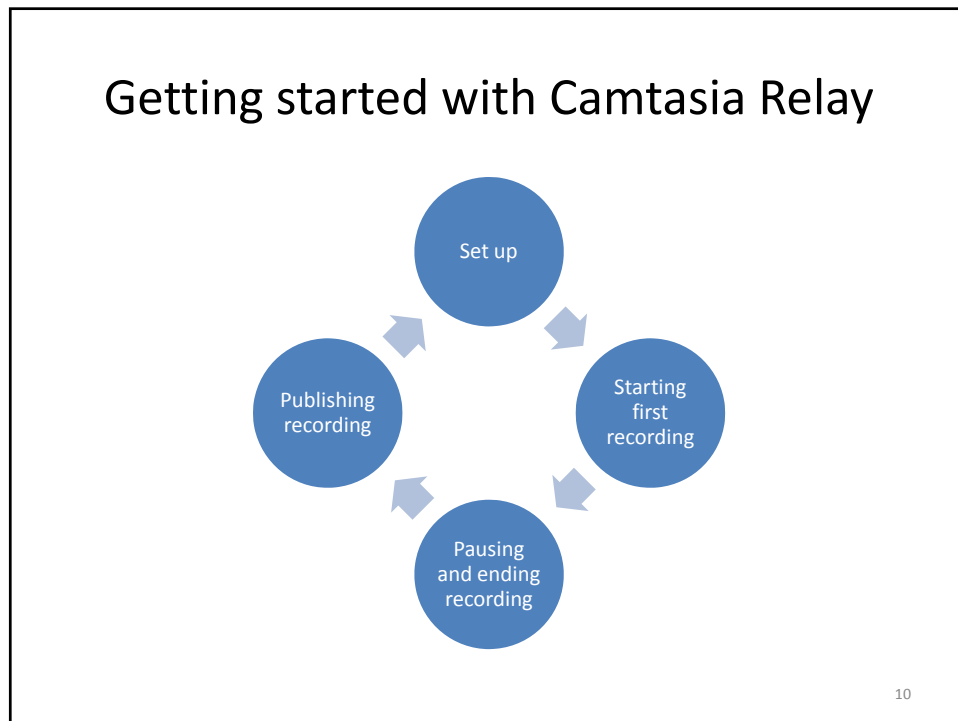 Getting started with Camtasia Relay
Set up
Starting
first
recording
Pausing
and ending
recording
Publishing
recording
10